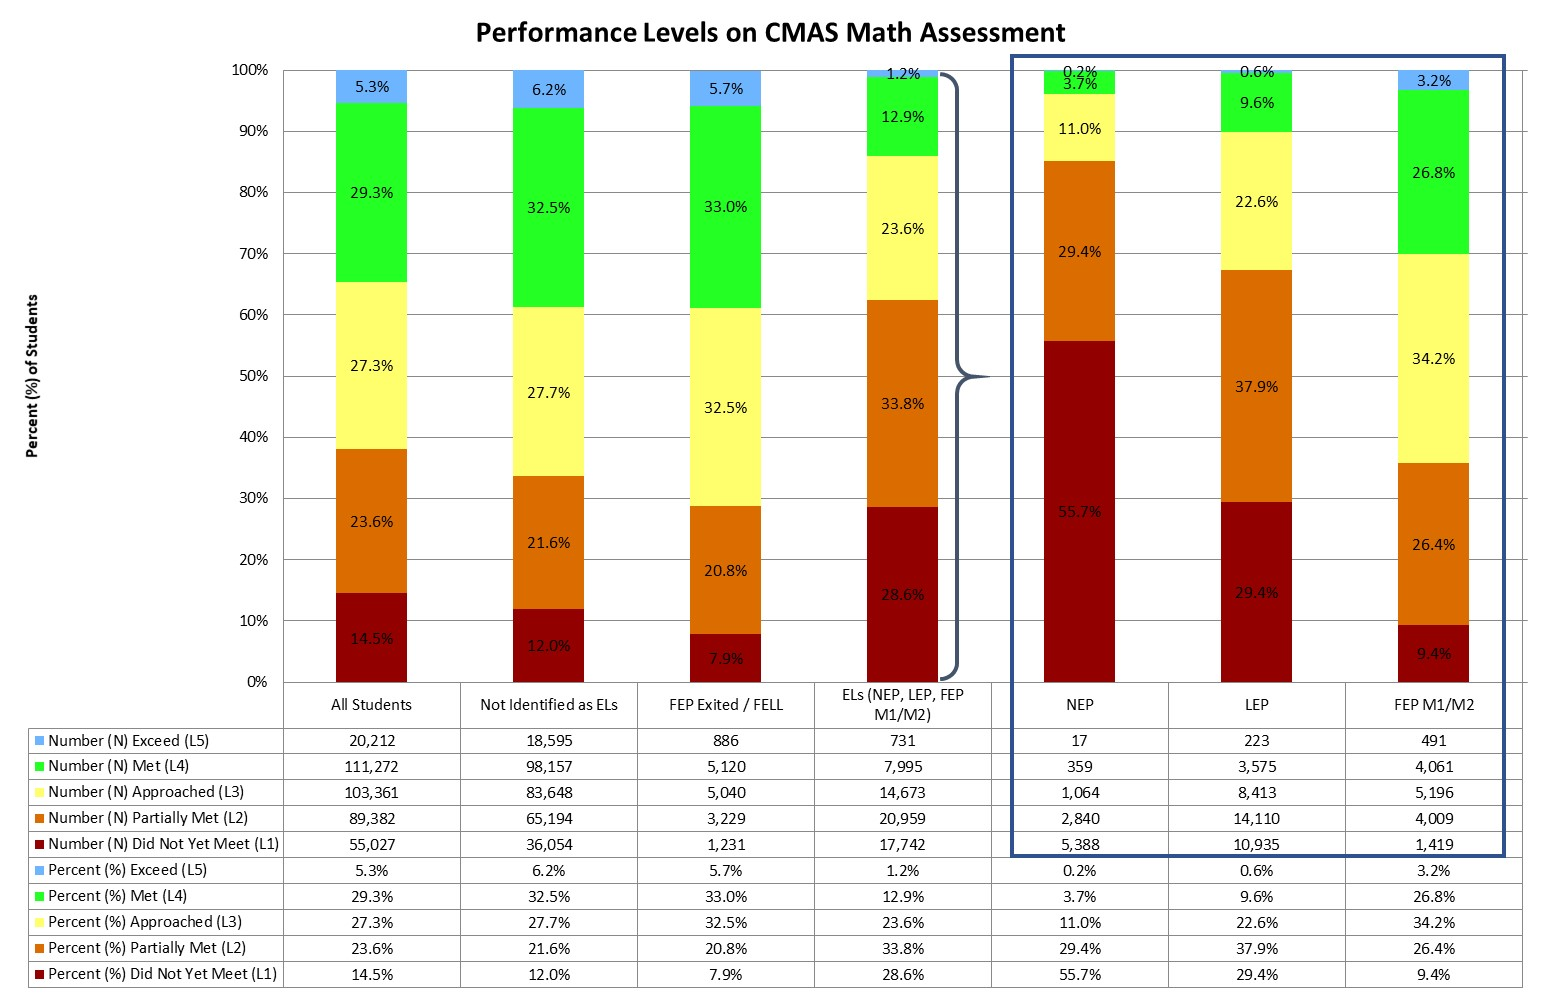 Performance Levels on CMAS Math Assessment
Percent (%) of Students
100%
90%
80%
70%
60%
50%
40%
30%
20%
10%
0%
5.3% 6.2% 5.7% 1.2% 0.2% 0.6% 3.2%
29.3% 32.5% 33.0% 12.9% 3.7% 9.6% 26.8%
27.3% 27.7% 32.5% 23.6% 11.0% 22.6% 34.2%
23.6% 21.6% 20.8% 33.8% 29.4% 37.9% 26.4%
14.5% 12.0% 7.9% 28.6% 55.7% 29.4% 9.4%
All Students Not Identified as ELs FEP Exited / FELL ELs (NEP, LEP, FEP M1/M2) NEP LEP FEP M1/M2
Number (N) Exceed (L5) 20,212 18,595 886 731 17 223 491
Number (N) Met (L4) 111,272 98,157 5,120 7,995 359 3,575 4,061
Number (N) Approached (L3) 103,361 83,648 5,040 14,673 1,064 8,413 5,196
Number (N) Partially Met (L2) 89,382 65,194 3,229 20,959 2,840 14,110 4,009
Number (N) Did Not Yet Meet (L1) 55,027 36,054 1,231 17,742 5,388 10,935 1,419
Percent (%) Exceed (L5) 5.3% 6.2% 5.7% 1.2% 0.2% 0.6% 3.2%
Percent (%) Met (L4) 29.3% 32.5% 33.0% 12.9% 3.7% 9.6% 26.8%
Percent (%) Approached (L3) 27.3% 27.7% 32.5% 23.6% 11.0% 22.6% 34.2%
Percent (%) Partially Met (L2) 23.6% 21.6% 20.8% 33.8% 29.4% 37.9% 26.4%
Percent (%) Did Not Yet Meet (L1) 14.5% 12.0% 7.9% 28.6% 55.7% 29.4% 9.4%